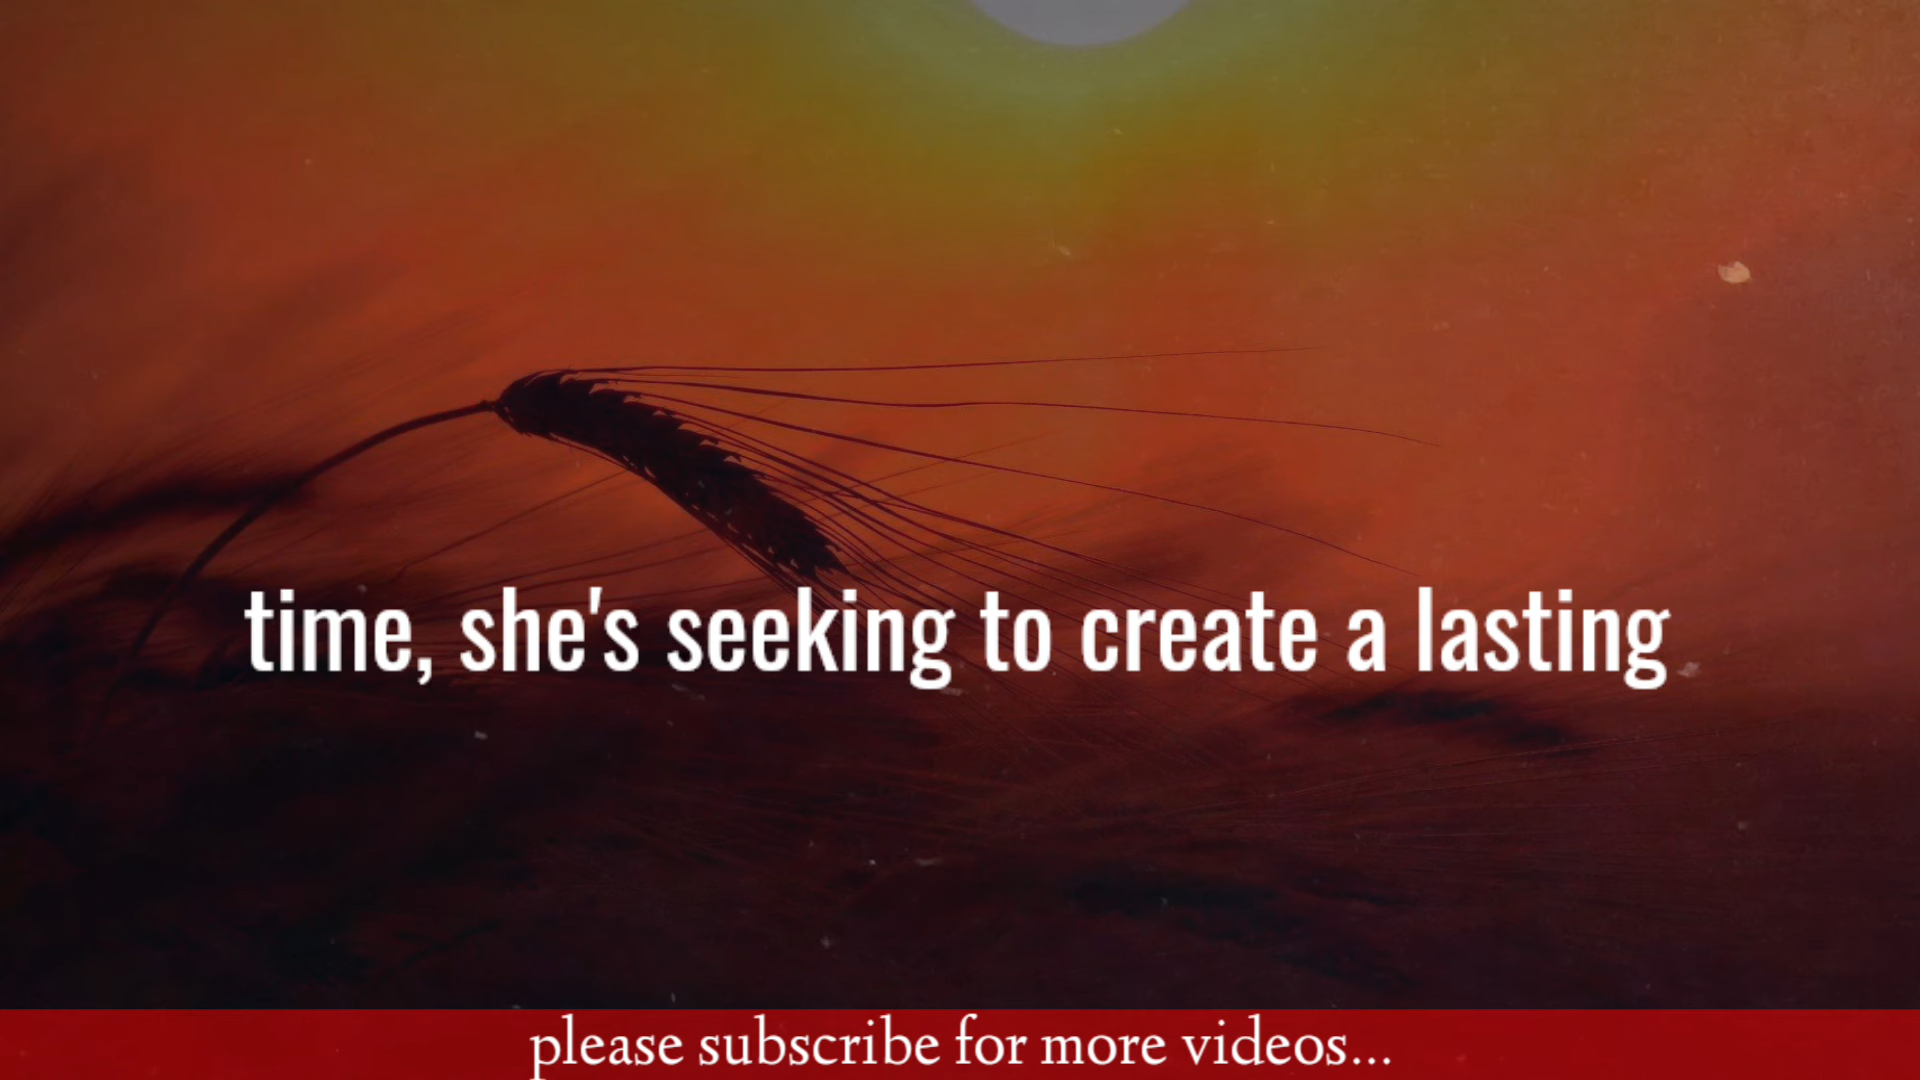 time, she's seeking to create a lasting
please subscribe for more videos...